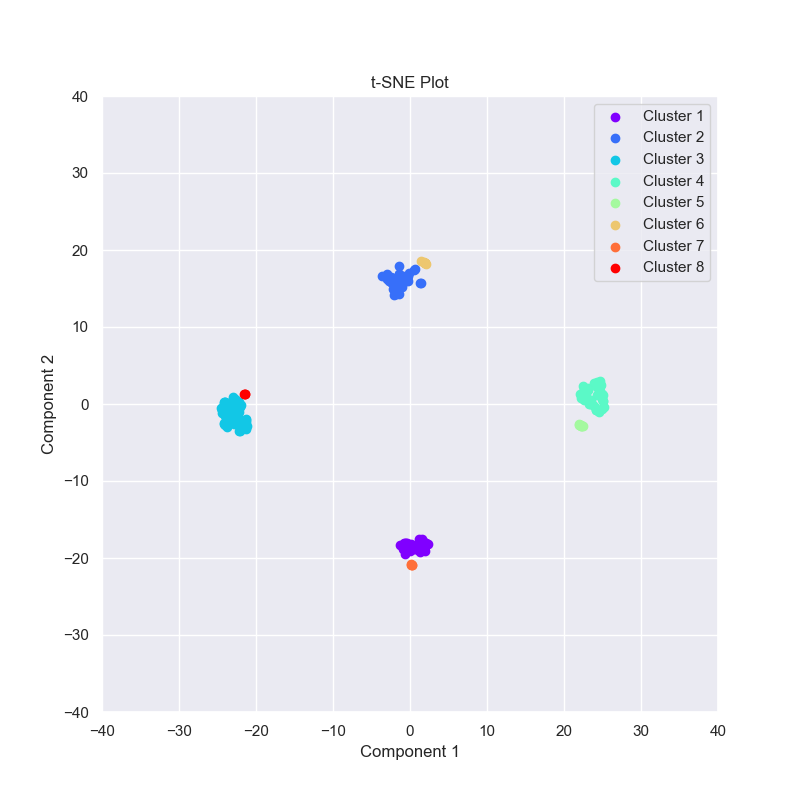 t-SNE Plot
40
30
20
10
0
−10
−20
−30
−40
Component 2
Cluster 1
Cluster 2
Cluster 3
Cluster 4
Cluster 5
Cluster 6
Cluster 7
Cluster 8
−40 −30 −20 −10 0 10 20 30 40
Component 1